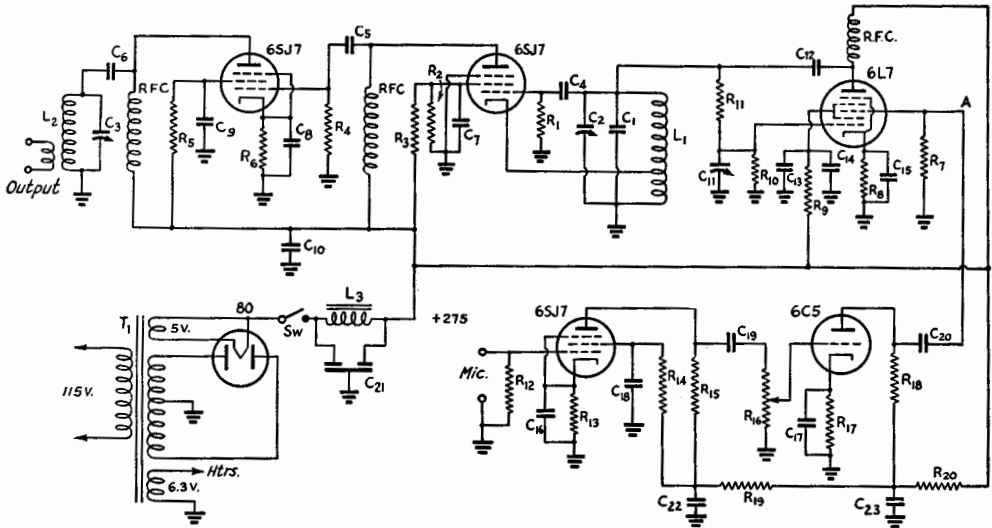 C6
6SJ7
C5
6SJ7
R.F.C.
6L7
C12
L2
C3
RFC
R5
C9
R6
C8
R4
RFC
R3
R2
C7
R1
C4
C2
C1
L1
R11
C11
R10
C13
C14
R9
R8
C15
R7
A
Output
C10
T1
5V.
80
Sw
L3
+275
C21
115V.
Htrs.
6.3V.
Mic.
6SJ7
R12
C16
R13
C18
R14
R15
C19
R16
6C5
C17
R17
R18
C20
C22
R19
C23
R20